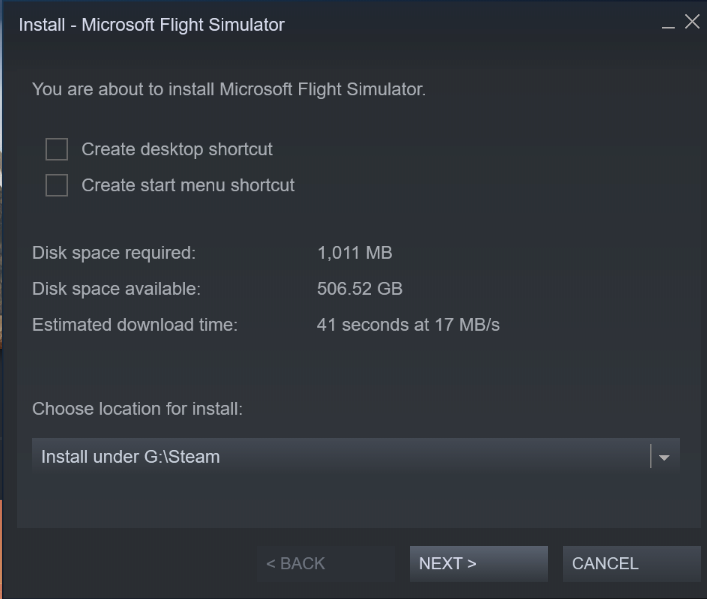 Install - Microsoft Flight Simulator
You are about to install Microsoft Flight Simulator.
Create desktop shortcut
Create start menu shortcut
Disk space required: 1,011 MB
Disk space available: 506.52 GB
Estimated download time: 41 seconds at 17 MB/s
Choose location for install:
Install under G:\Steam
< BACK NEXT > CANCEL